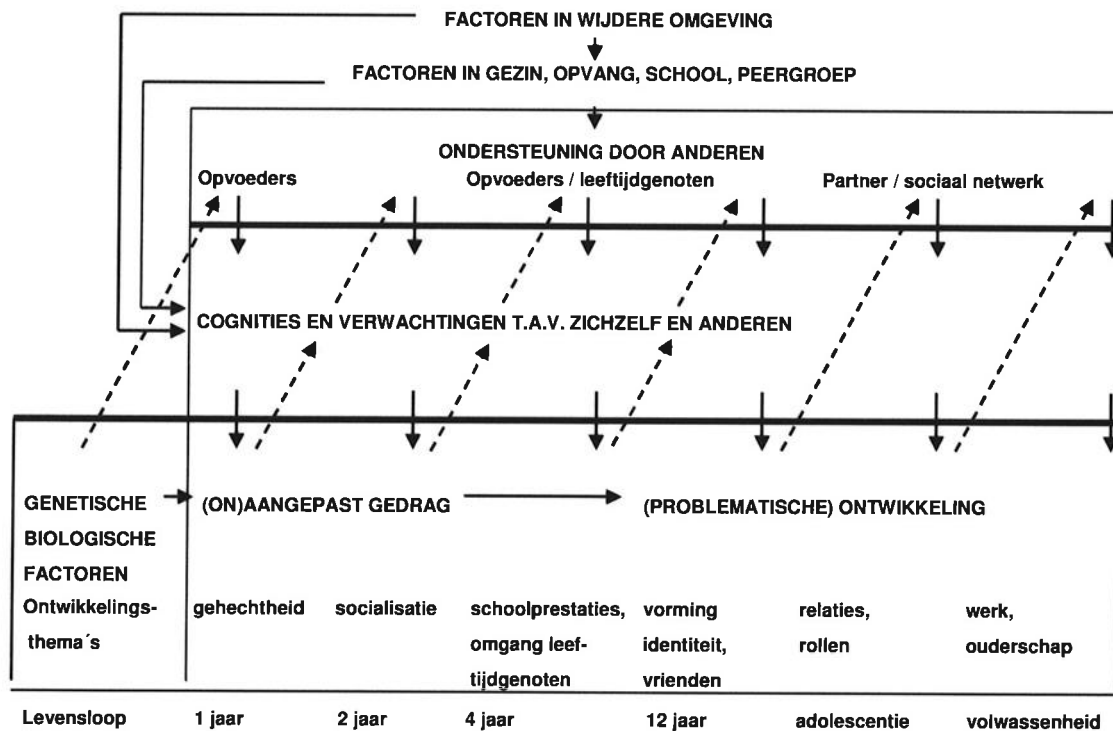 FACTOREN IN WIJDERE OMGEVING
FACTOREN IN GEZIN, OPVANG, SCHOOL, PEERGROEP
ONDERSTEUNING DOOR ANDEREN
Opvoeders
Opvoeders / leeftijdgenoten
Partner / sociaal netwerk
COGNITIES EN VERWACHTINGEN T.A.V. ZICHZELF EN ANDEREN
GENETISCHE
BIOLOGISCHE
FACTOREN
(ON)AANGEPAST GEDRAG
(PROBLEMATISCHE) ONTWIKKELING
Ontwikkelings-
thema´s
gehechtheid
socialisatie
schoolprestaties,
omgang leef-
tijdgenoten
vorming
identiteit,
vrienden
relaties,
rollen
werk,
ouderschap
Levensloop
1 jaar
2 jaar
4 jaar
12 jaar
adolescentie
volwassenheid